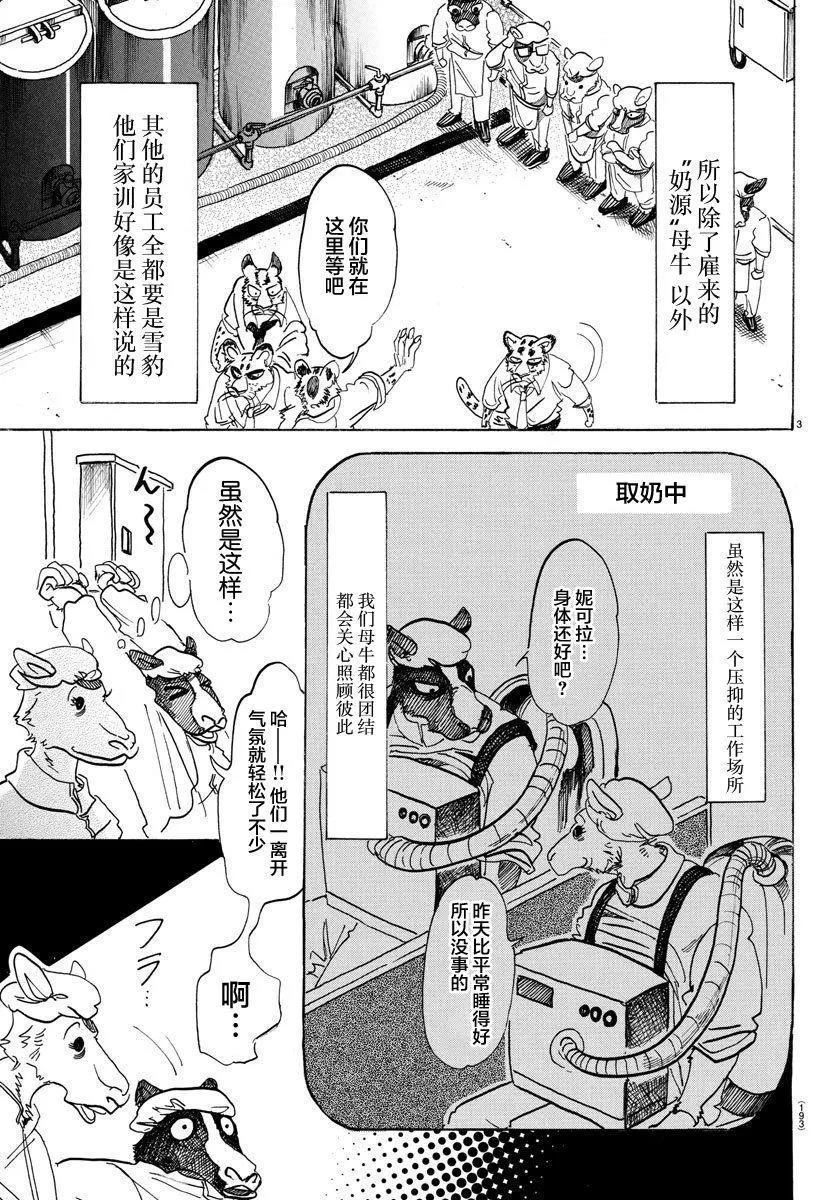 所以除了雇来的
“奶源”母牛 以外
你们就在
这里等吧
其他的员工全都要是雪豹
他们家训好像是这样说的
3
取奶中
虽然是这样一个压抑的工作场所
妮可拉…
身体还好吧？
我们母牛都很团结
都会关心照顾彼此
昨天比平常睡得好
所以没事的
虽然是这样…
ん～
哈——!!他们一离开
气氛就轻松了不少
フラ
啊…
(193)